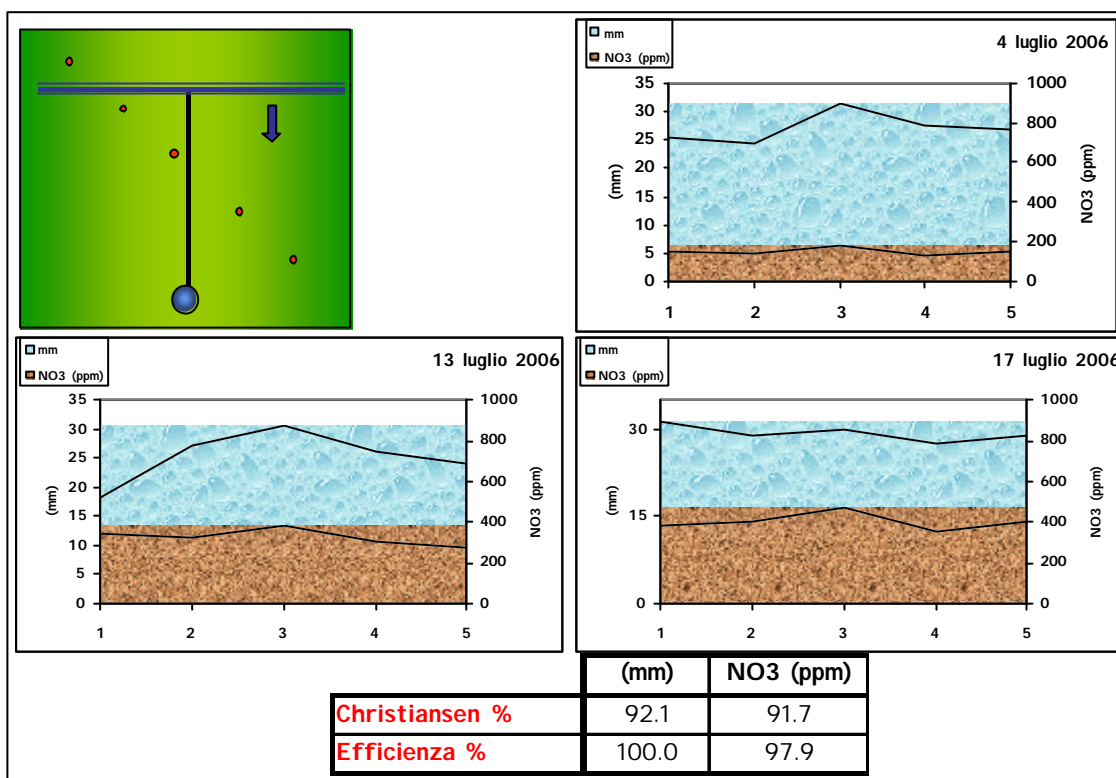 mm
NO3 (ppm)
4 luglio 2006
35
30
25
20
15
10
5
0
(mm)
1000
800
600
400
200
0
NO3 (ppm)
1 2 3 4 5
mm
NO3 (ppm)
13 luglio 2006
35
30
25
20
15
10
5
0
(mm)
1000
800
600
400
200
0
NO3 (ppm)
1 2 3 4 5
mm
NO3 (ppm)
17 luglio 2006
30
15
0
(mm)
1000
800
600
400
200
0
NO3 (ppm)
1 2 3 4 5
(mm) NO3 (ppm)
Christiansen % 92.1 91.7
Efficienza % 100.0 97.9